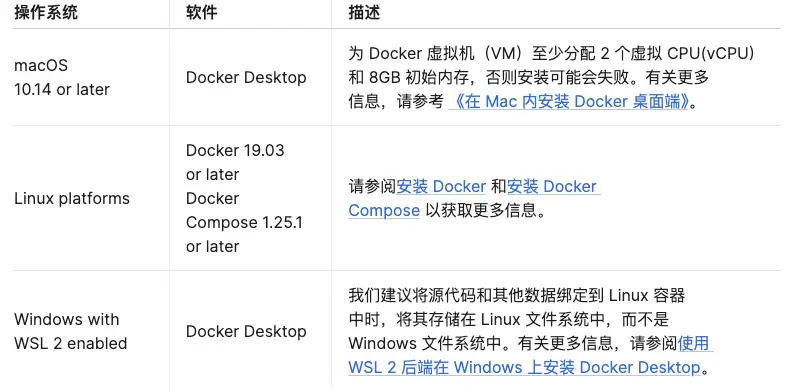 操作系统 软件 描述
macOS
10.14 or later
Docker Desktop
为 Docker 虚拟机（VM）至少分配 2 个虚拟 CPU(vCPU)
和 8GB 初始内存，否则安装可能会失败。有关更多
信息，请参考 《在 Mac 内安装 Docker 桌面端》。
Linux platforms
Docker 19.03
or later
Docker
Compose 1.25.1
or later
请参阅安装 Docker 和安装 Docker
Compose 以获取更多信息。
Windows with
WSL 2 enabled
Docker Desktop
我们建议将源代码和其他数据绑定到 Linux 容器
中时，将其存储在 Linux 文件系统中，而不是
Windows 文件系统中。有关更多信息，请参阅使用
WSL 2 后端在 Windows 上安装 Docker Desktop。